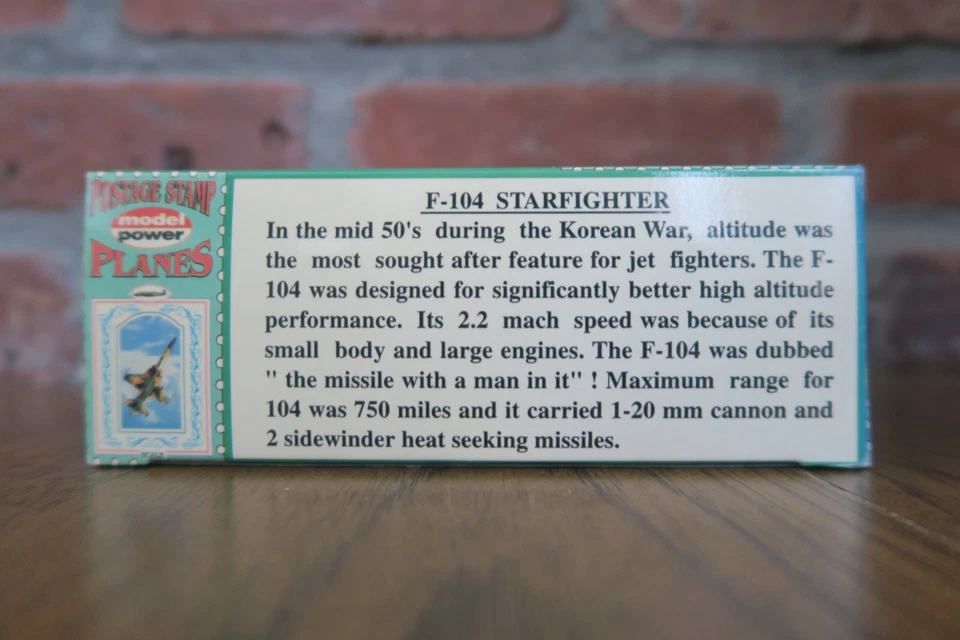 POSTAGE STAMP
model
power
PLANES
F-104 STARFIGHTER
In the mid 50's during the Korean War, altitude was
the most sought after feature for jet fighters. The F-
104 was designed for significantly better high altitude
performance. Its 2.2 mach speed was because of its
small body and large engines. The F-104 was dubbed
" the missile with a man in it" ! Maximum range for
104 was 750 miles and it carried 1-20 mm cannon and
2 sidewinder heat seeking missiles.